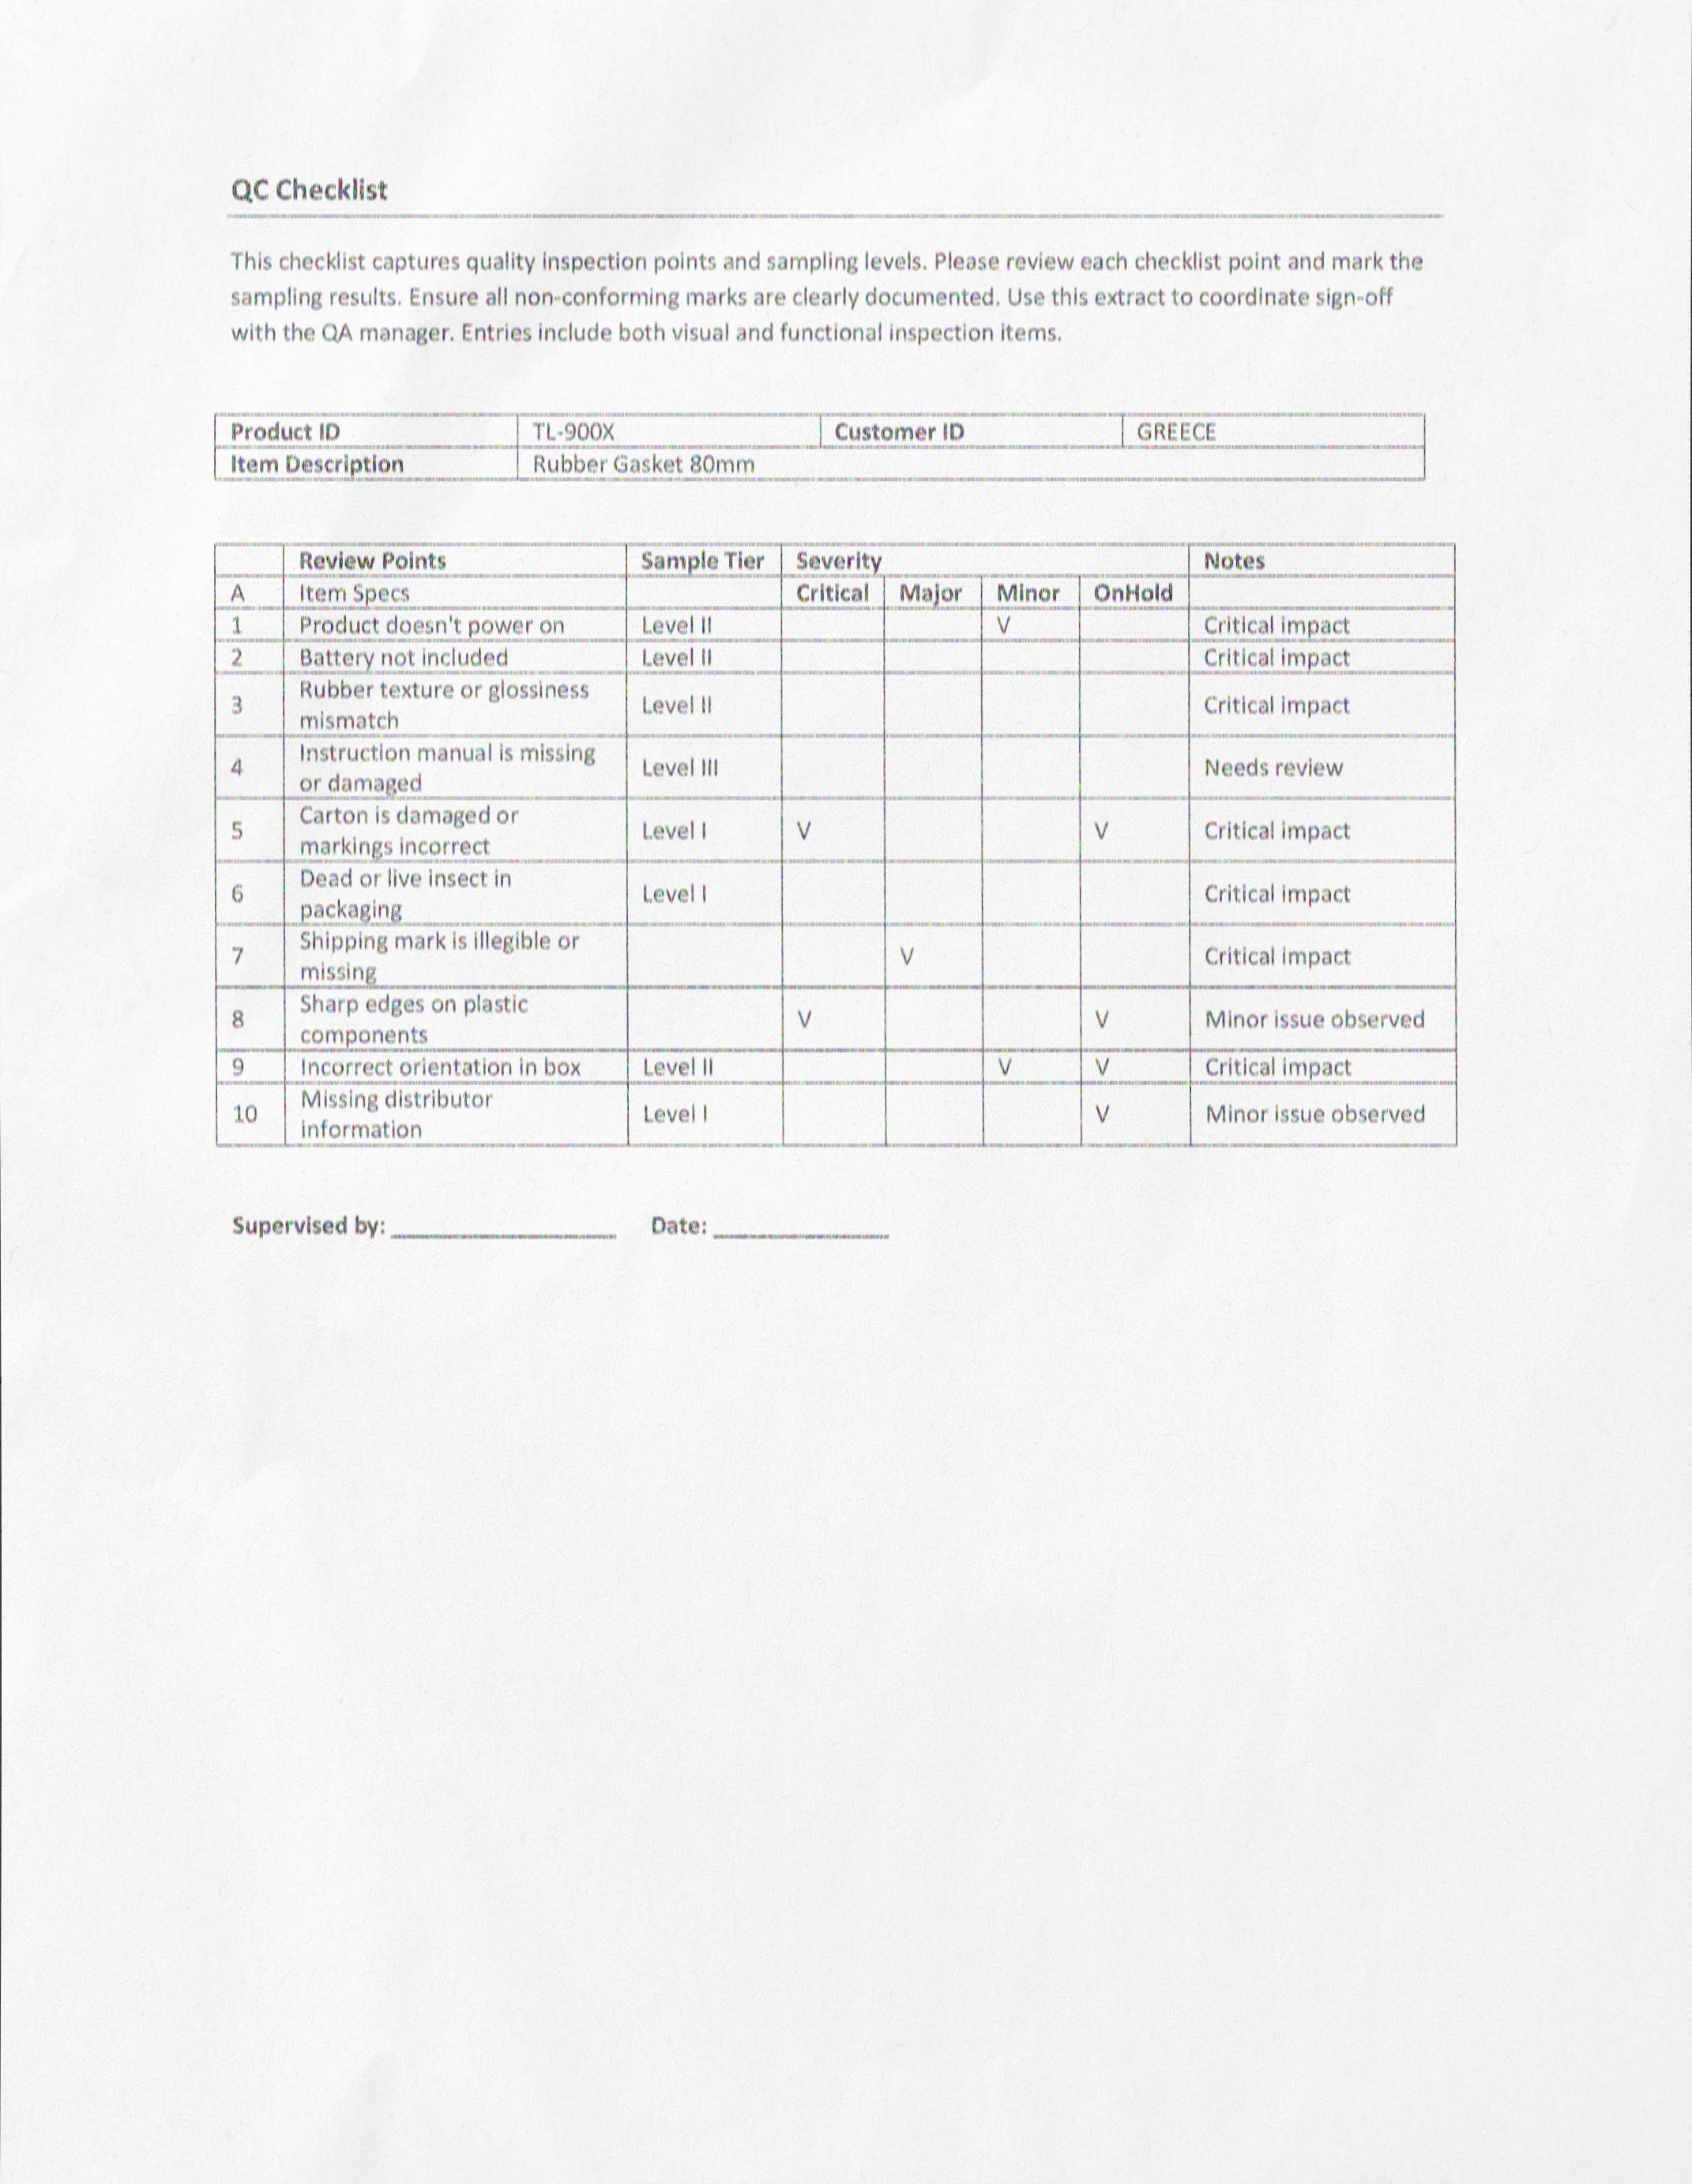 QC Checklist
This checklist captures quality inspection points and sampling levels. Please review each checklist point and mark the
sampling results. Ensure all non-conforming marks are clearly documented. Use this extract to coordinate sign-off
with the QA manager. Entries include both visual and functional inspection items.
Product ID TL-900X Customer ID GREECE
Item Description Rubber Gasket 80mm
Review Points Sample Tier Severity Notes
A Item Specs Critical Major Minor OnHold
1 Product doesn't power on Level II V Critical impact
2 Battery not included Level II Critical impact
3 Rubber texture or glossiness
mismatch Level II Critical impact
4 Instruction manual is missing
or damaged Level III Needs review
5 Carton is damaged or
markings incorrect Level I V V Critical impact
6 Dead or live insect in
packaging Level I Critical impact
7 Shipping mark is illegible or
missing V Critical impact
8 Sharp edges on plastic
components V V Minor issue observed
9 Incorrect orientation in box Level II V V Critical impact
10 Missing distributor
information Level I V Minor issue observed
Supervised by: ____________________ Date: ________________